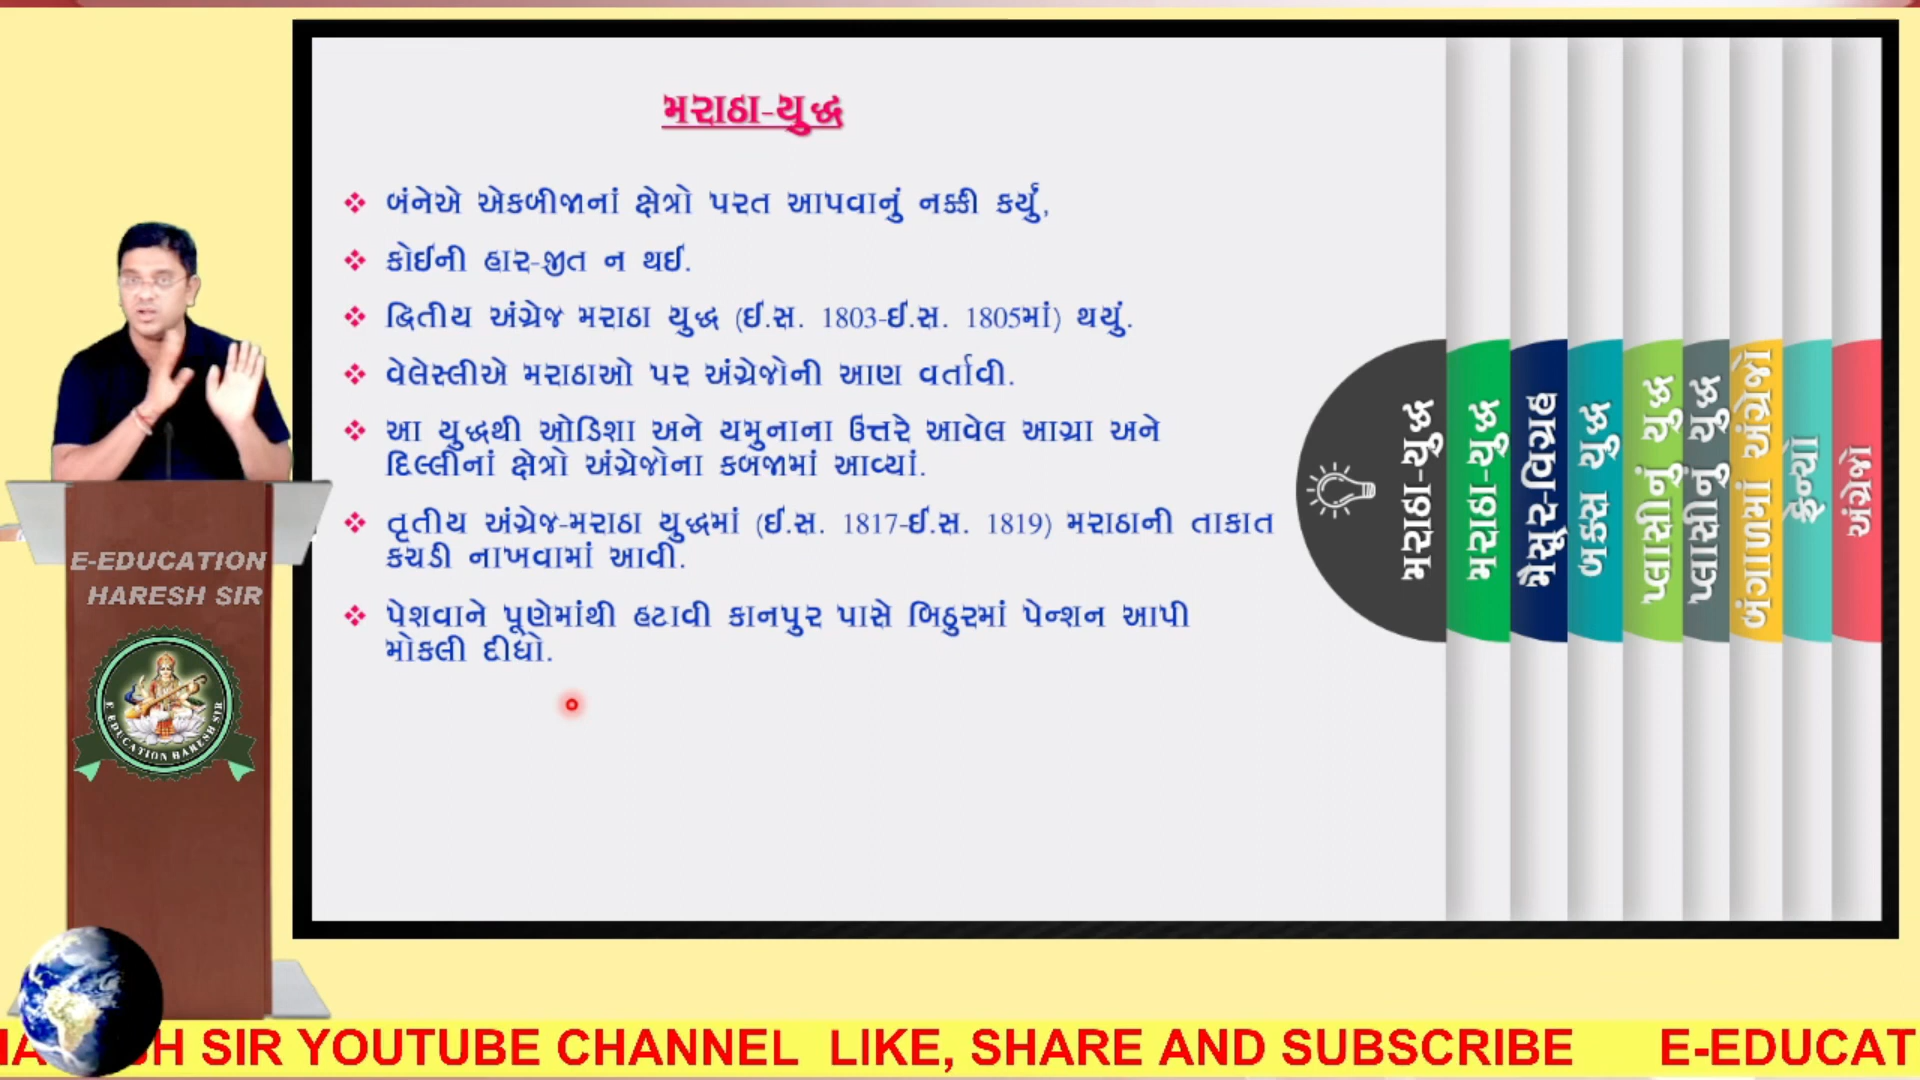 મરાઠા-યુદ્ધ
❖ બંનેએ એકબીજાનાં ક્ષેત્રો પરત આપવાનું નક્કી કર્યું,
❖ કોઈની હાર-જીત ન થઈ.
❖ દ્વિતીય અંગ્રેજ મરાઠા યુદ્ધ (ઈ.સ. 1803-ઈ.સ. 1805માં) થયું.
❖ વેલેસ્લીએ મરાઠાઓ પર અંગ્રેજોની આણ વર્તાવી.
❖ આ યુદ્ધથી ઓડિશા અને યમુનાના ઉત્તરે આવેલ આગ્રા અને
દિલ્લીનાં ક્ષેત્રો અંગ્રેજોના કબજામાં આવ્યાં.
❖ તૃતીય અંગ્રેજ-મરાઠા યુદ્ધમાં (ઈ.સ. 1817-ઈ.સ. 1819) મરાઠાની તાકાત
કચડી નાખવામાં આવી.
❖ પેશવાને પૂણેમાંથી હટાવી કાનપુર પાસે બિઠુરમાં પેન્શન આપી
મોકલી દીધો.
મરાઠા-યુદ્ધ
મરાઠા-યુદ્ધ
મૈસૂર-વિગ્રહ
બક્સ યુદ્ધ
પ્લાસીનું યુદ્ધ
પ્લાસીનું યુદ્ધ
બંગાળમાં અંગ્રેજો
ફ્રેન્ચો
અંગ્રેજો
E-EDUCATION
HARESH SIR
E EDUCATION HARESH SIR
SIR YOUTUBE CHANNEL LIKE, SHARE AND SUBSCRIBE E-EDUCAT